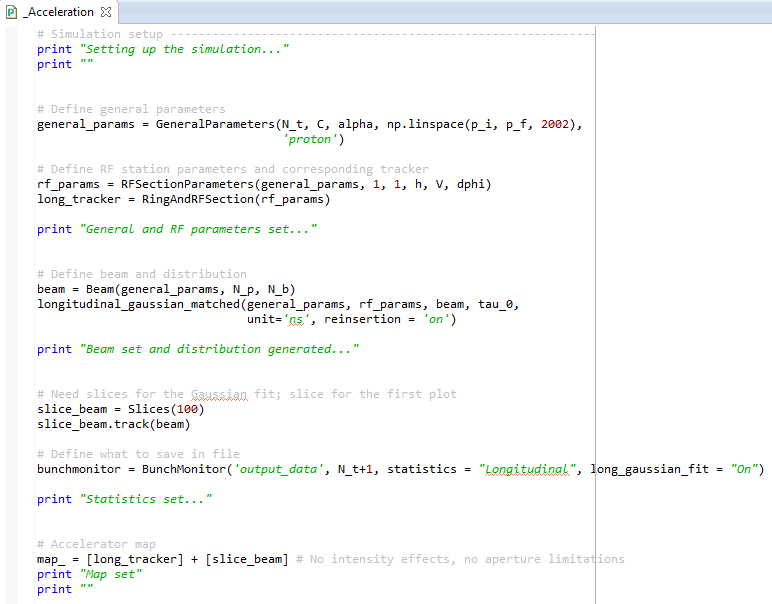 _Acceleration
# Simulation setup ------------------------------------------------------------
print "Setting up the simulation..."
print ""
# Define general parameters
general_params = GeneralParameters(N_t, C, alpha, np.linspace(p_i, p_f, 2002),
'proton')
# Define RF station parameters and corresponding tracker
rf_params = RFSectionParameters(general_params, 1, 1, h, V, dphi)
long_tracker = RingAndRFSection(rf_params)
print "General and RF parameters set..."
# Define beam and distribution
beam = Beam(general_params, N_p, N_b)
longitudinal_gaussian_matched(general_params, rf_params, beam, tau_0,
unit='ns', reinsertion = 'on')
print "Beam set and distribution generated..."
# Need slices for the Gaussian fit; slice for the first plot
slice_beam = Slices(100)
slice_beam.track(beam)
# Define what to save in file
bunchmonitor = BunchMonitor('output_data', N_t+1, statistics = "Longitudinal", long_gaussian_fit = "On")
print "Statistics set..."
# Accelerator map
map_ = [long_tracker] + [slice_beam] # No intensity effects, no aperture limitations
print "Map set"
print ""